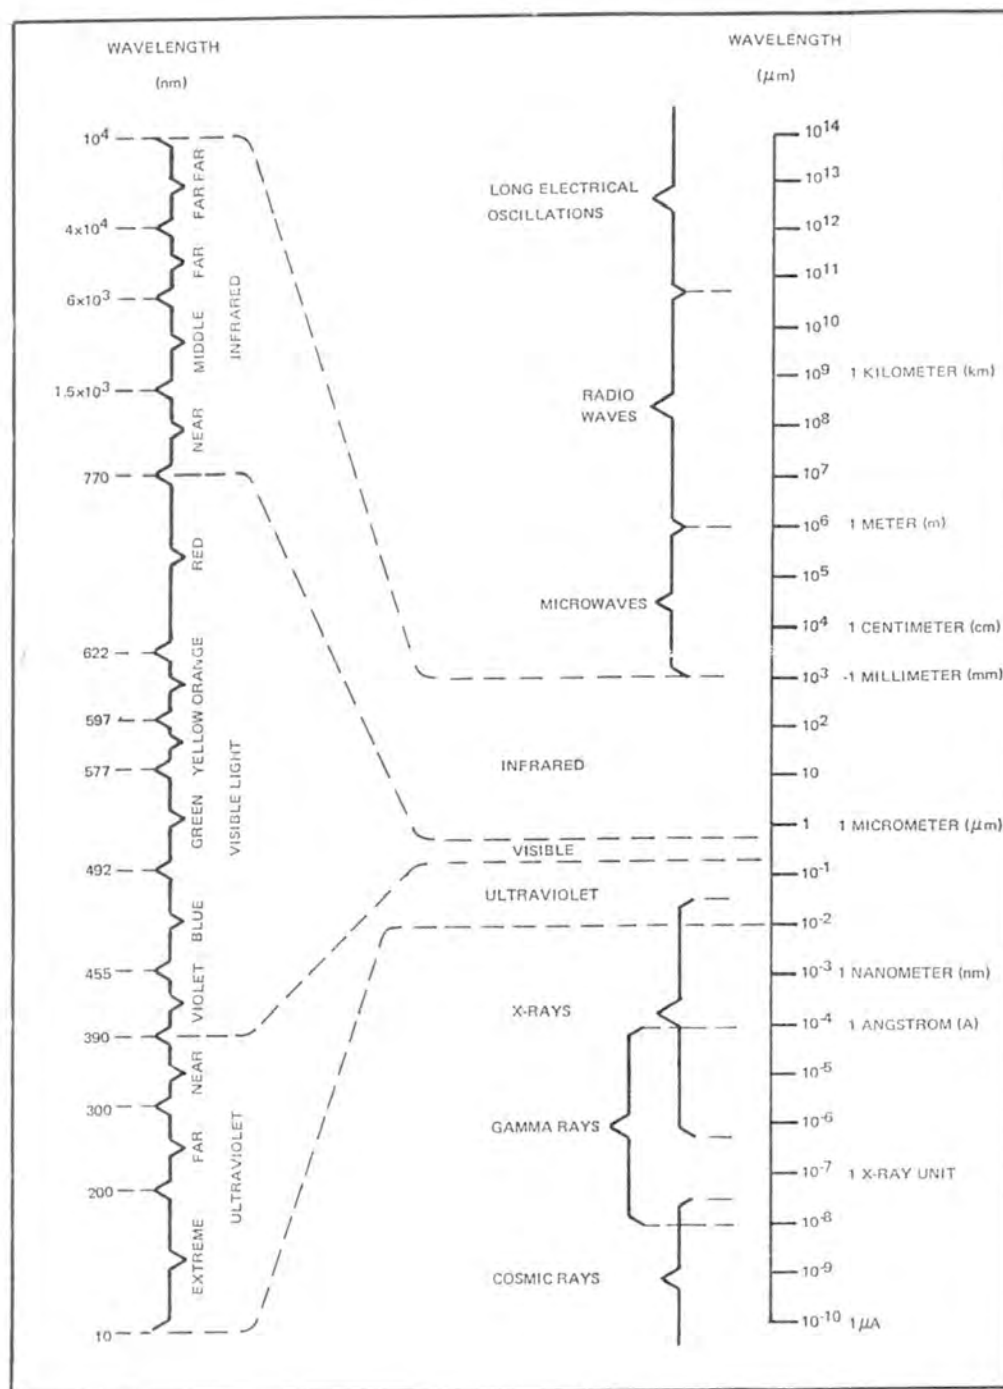 WAVELENGTH
(nm)
10⁴
4x10⁴
6x10³
1.5x10³
770
622
597
577
492
455
390
300
200
10
FAR FAR
FAR
MIDDLE
NEAR
INFRARED
RED
ORANGE
YELLOW
GREEN
BLUE
VIOLET
VISIBLE LIGHT
NEAR
FAR
EXTREME
ULTRAVIOLET
LONG ELECTRICAL
OSCILLATIONS
RADIO
WAVES
MICROWAVES
INFRARED
VISIBLE
ULTRAVIOLET
X-RAYS
GAMMA RAYS
COSMIC RAYS
WAVELENGTH
(μm)
10¹⁴
10¹³
10¹²
10¹¹
10¹⁰
10⁹ 1 KILOMETER (km)
10⁸
10⁷
10⁶ 1 METER (m)
10⁵
10⁴ 1 CENTIMETER (cm)
10³ -1 MILLIMETER (mm)
10²
10
1 1 MICROMETER (μm)
10⁻¹
10⁻²
10⁻³ 1 NANOMETER (nm)
10⁻⁴ 1 ANGSTROM (A)
10⁻⁵
10⁻⁶
10⁻⁷ 1 X-RAY UNIT
10⁻⁸
10⁻⁹
10⁻¹⁰ 1 μA